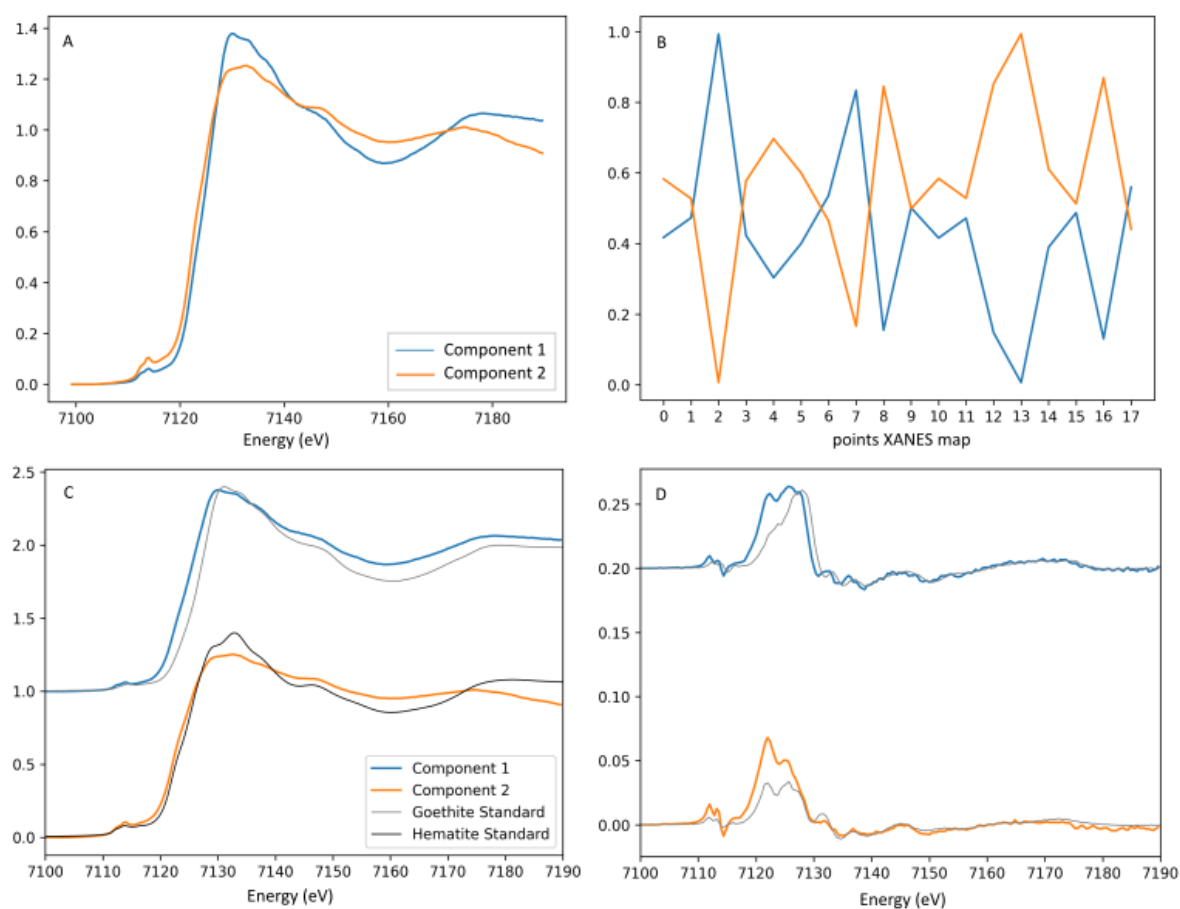 A
1.4
1.2
1.0
0.8
0.6
0.4
0.2
0.0
7100 7120 7140 7160 7180
Energy (eV)
Component 1
Component 2
B
1.0
0.8
0.6
0.4
0.2
0.0
0 1 2 3 4 5 6 7 8 9 10 11 12 13 14 15 16 17
points XANES map
C
2.5
2.0
1.5
1.0
0.5
0.0
7100 7110 7120 7130 7140 7150 7160 7170 7180 7190
Energy (eV)
Component 1
Component 2
Goethite Standard
Hematite Standard
D
0.25
0.20
0.15
0.10
0.05
0.00
7100 7110 7120 7130 7140 7150 7160 7170 7180 7190
Energy (eV)